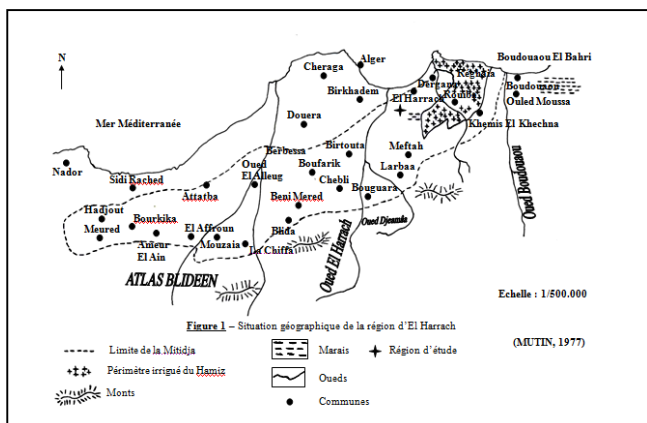 N
Mer Méditerranée
Alger
Cheraga
Birkhadem
Douera
Dergana
Reghaia
Boudouaou El Bahri
Boudouaou
Ouled Moussa
El Harrach
Rouiba
Khemis El Khechna
Berbessa
Birtouta
Meftah
Nador
Sidi Rached
Oued
El Alleug
Boufarik
Larbaa
Attatba
Chebli
Beni Mered
Bouguara
Hadjout
Meured
Bourkika
Ameur
El Ain
El Affroun
Mouzaia
La Chiffa
Blida
Oued Djeamâa
Oued El Harrach
Oued Boudouaou
ATLAS BLIDEEN
Echelle : 1/500.000
Figure 1 – Situation géographique de la région d'El Harrach
(MUTIN, 1977)
Limite de la Mitidja
Marais
Région d'étude
Périmètre irrigué du Hamiz
Oueds
Monts
Communes